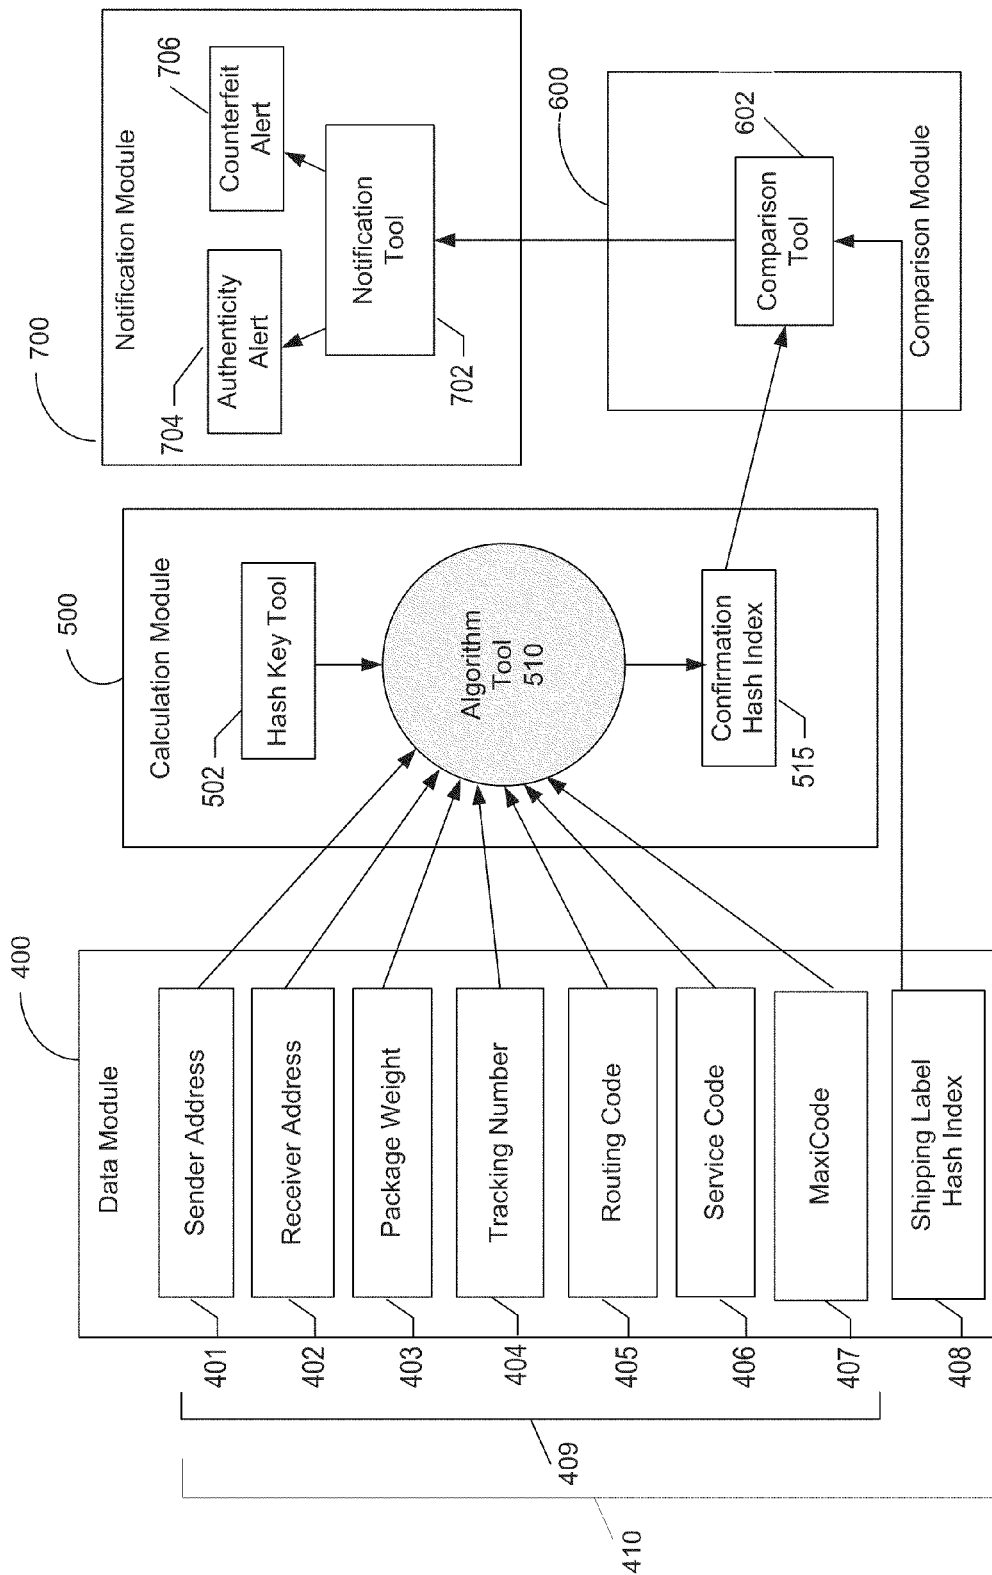 400
Data Module
401
Sender Address
402
Receiver Address
403
Package Weight
404
Tracking Number
405
Routing Code
406
Service Code
407
MaxiCode
408
Shipping Label
Hash Index
409
410
500
Calculation Module
502
Hash Key Tool
Algorithm
Tool
510
Confirmation
Hash Index
515
700
Notification Module
704
Authenticity
Alert
706
Counterfeit
Alert
Notification
Tool
702
600
602
Comparison
Tool
Comparison Module